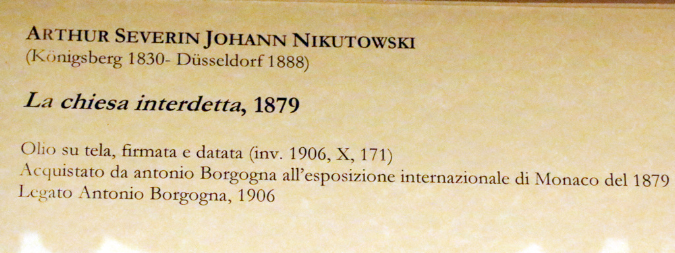 ARTHUR SEVERIN JOHANN NIKUTOWSKI
(Königsberg 1830- Düsseldorf 1888)
La chiesa interdetta, 1879
Olio su tela, firmata e datata (inv. 1906, X, 171)
Acquistato da antonio Borgogna all'esposizione internazionale di Monaco del 1879
Legato Antonio Borgogna, 1906